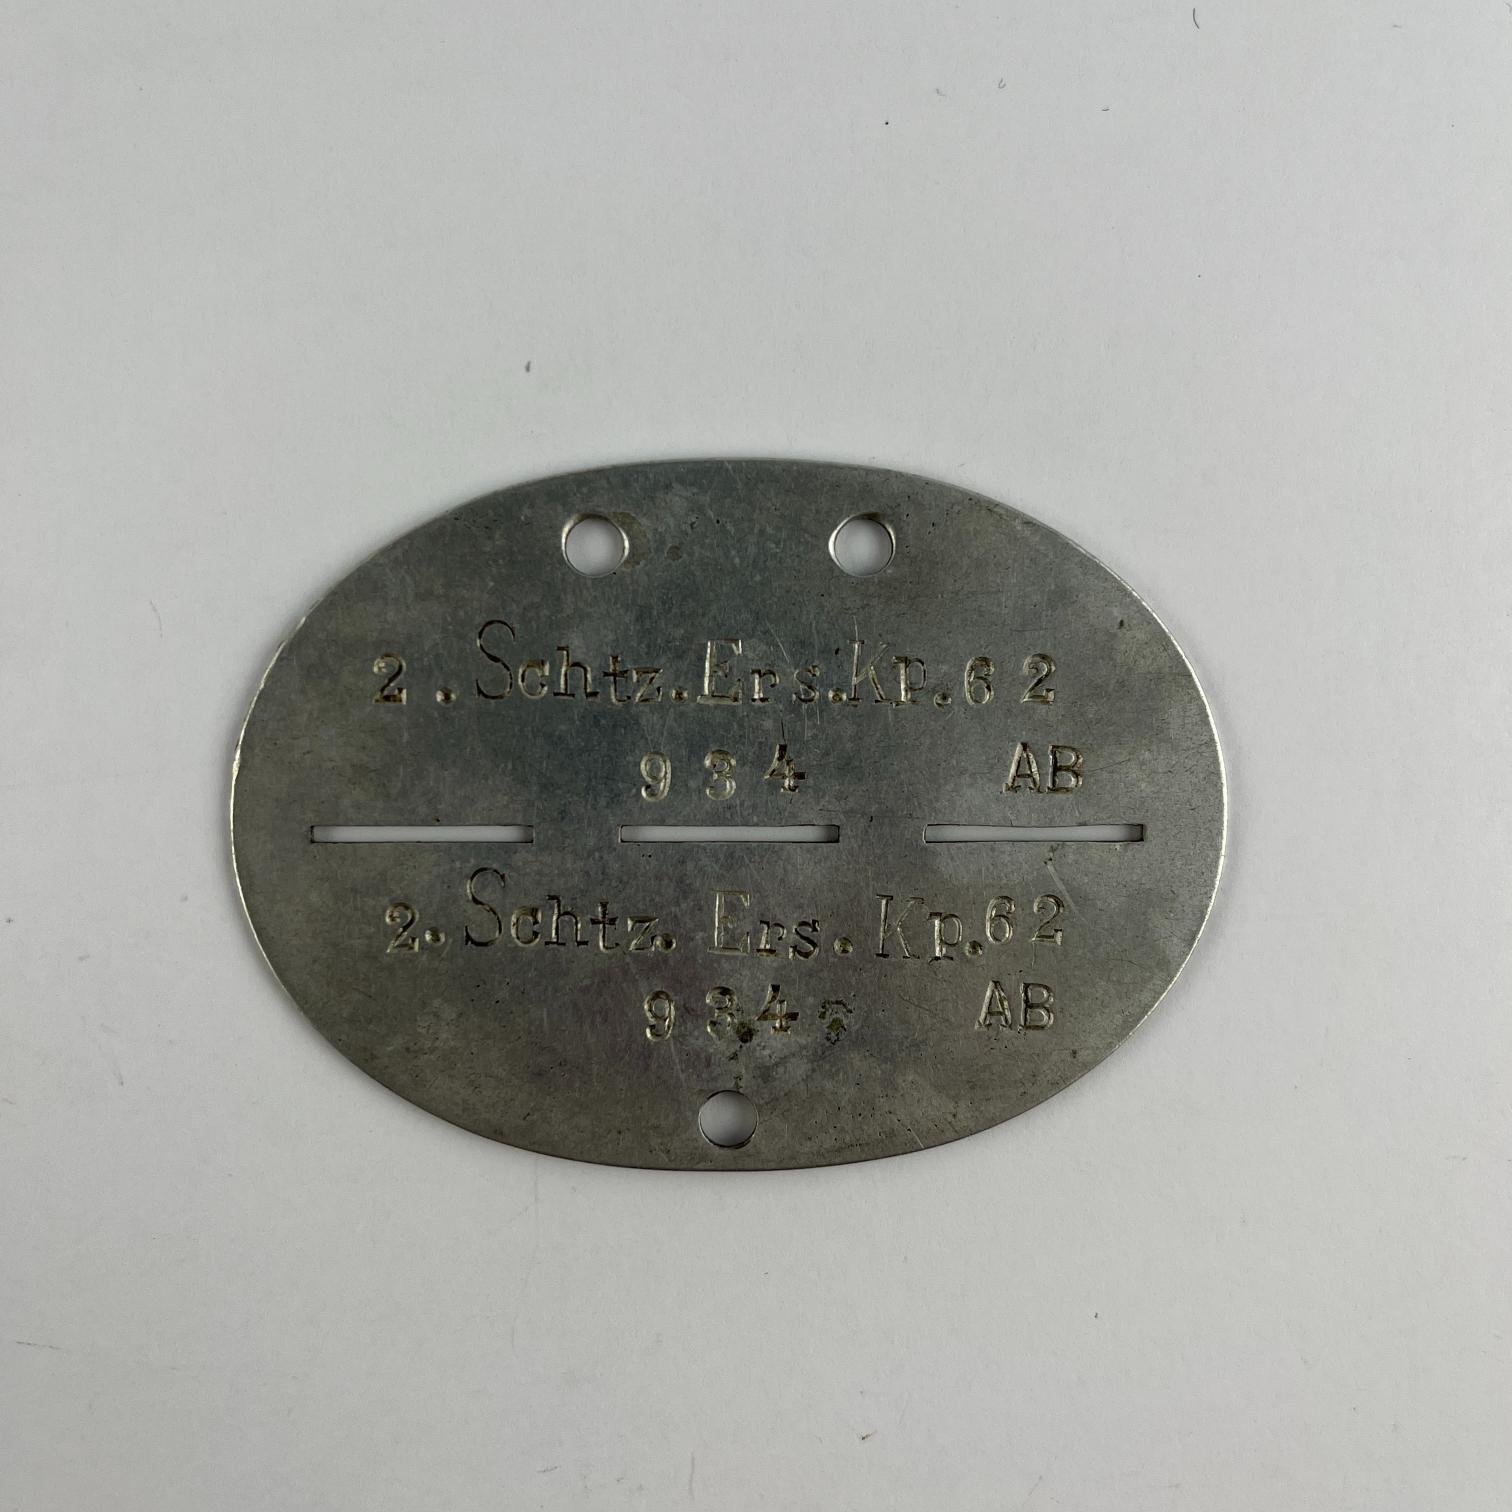 2. Schtz. Ers. Kp. 62
934 AB
2. Schtz. Ers. Kp. 62
934 AB